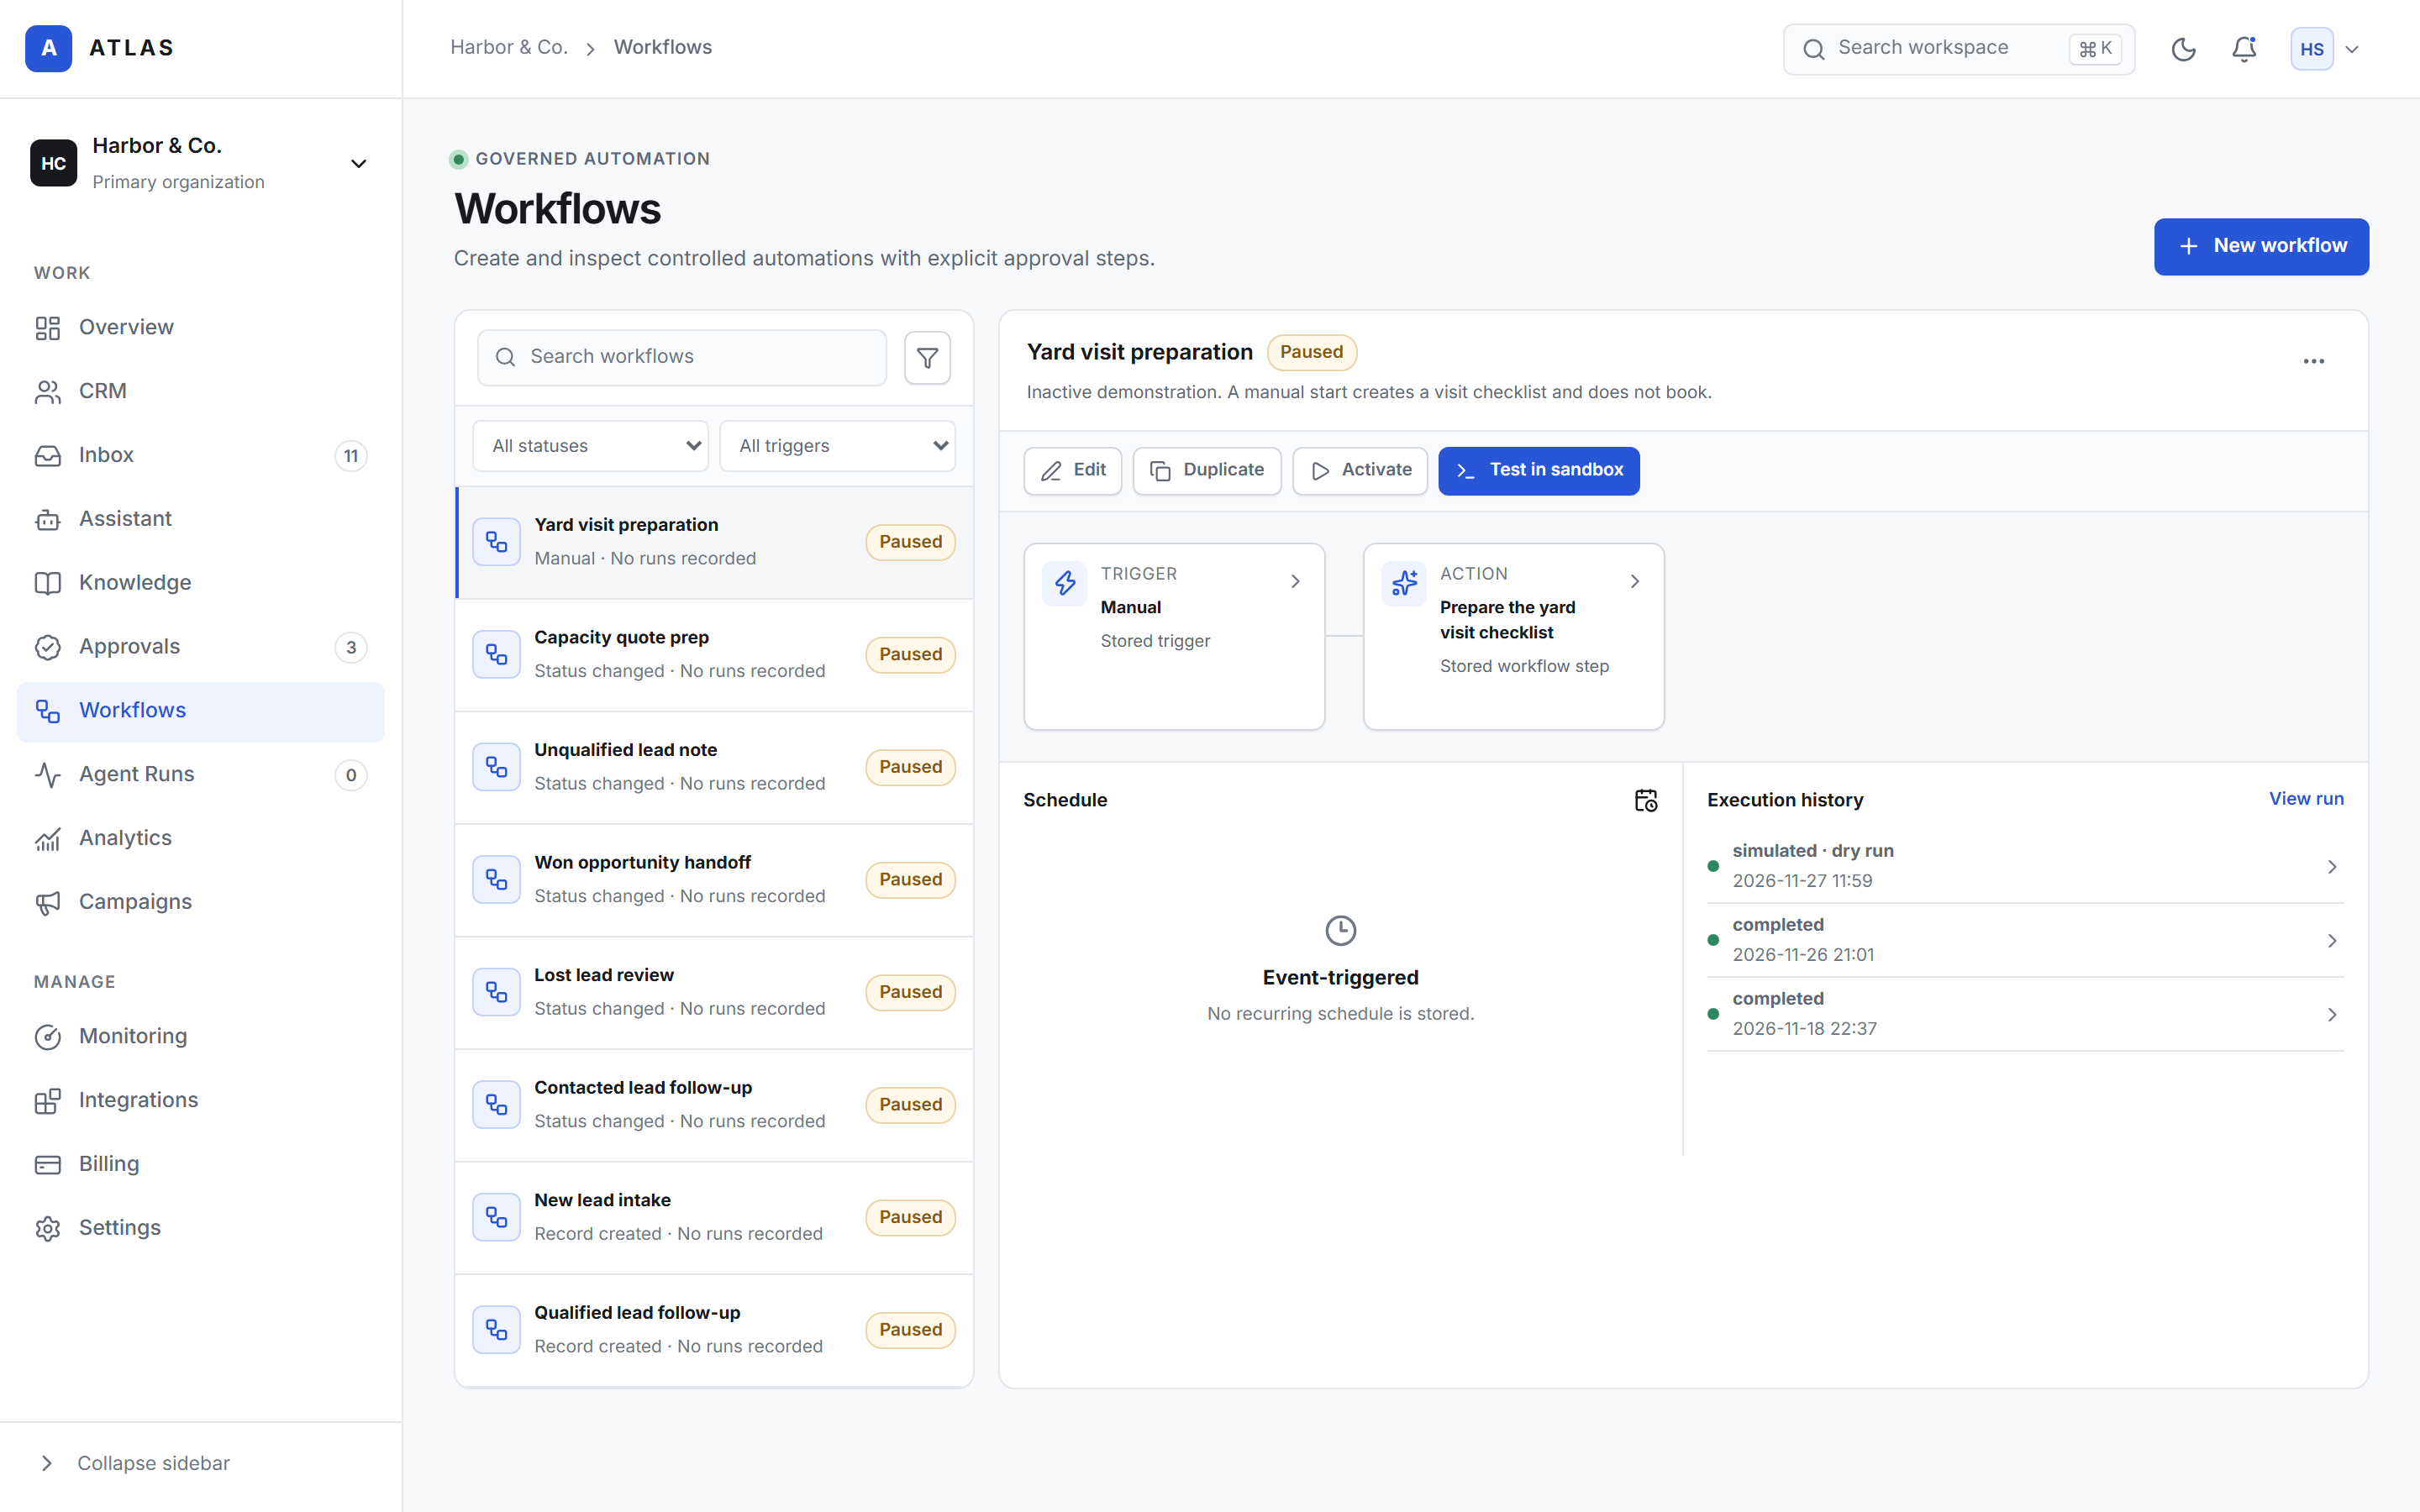 A ATLAS
Harbor & Co. Workflows
Search workspace ⌘ K
HS
HC
Harbor & Co.
Primary organization
WORK
Overview
CRM
Inbox 11
Assistant
Knowledge
Approvals 3
Workflows
Agent Runs 0
Analytics
Campaigns
MANAGE
Monitoring
Integrations
Billing
Settings
Collapse sidebar
GOVERNED AUTOMATION
Workflows
Create and inspect controlled automations with explicit approval steps.
New workflow
Search workflows
All statuses All triggers
Yard visit preparation
Manual · No runs recorded
Paused
Capacity quote prep
Status changed · No runs recorded
Paused
Unqualified lead note
Status changed · No runs recorded
Paused
Won opportunity handoff
Status changed · No runs recorded
Paused
Lost lead review
Status changed · No runs recorded
Paused
Contacted lead follow-up
Status changed · No runs recorded
Paused
New lead intake
Record created · No runs recorded
Paused
Qualified lead follow-up
Record created · No runs recorded
Paused
Yard visit preparation Paused
Inactive demonstration. A manual start creates a visit checklist and does not book.
Edit Duplicate Activate Test in sandbox
TRIGGER
Manual
Stored trigger
ACTION
Prepare the yard
visit checklist
Stored workflow step
Schedule
Event-triggered
No recurring schedule is stored.
Execution history View run
simulated · dry run
2026-11-27 11:59
completed
2026-11-26 21:01
completed
2026-11-18 22:37